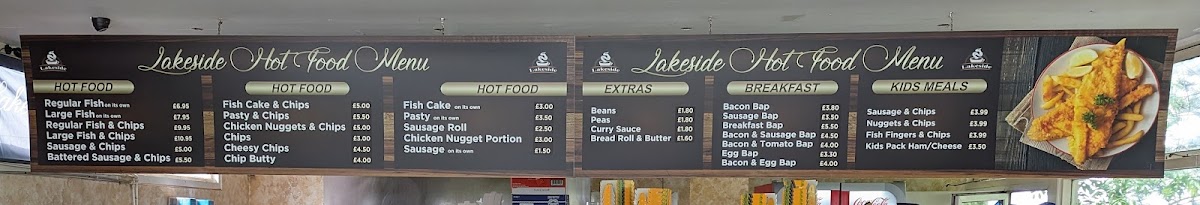 Lakeside Hot Food Menu
Lakeside
HOT FOOD
Regular Fish on its own £6.95
Large Fish on its own £7.95
Regular Fish & Chips £9.95
Large Fish & Chips £10.95
Sausage & Chips £5.00
Battered Sausage & Chips £5.50
HOT FOOD
Fish Cake & Chips £5.00
Pasty & Chips £5.50
Chicken Nuggets & Chips £5.00
Chips £3.00
Cheesy Chips £4.50
Chip Butty £4.00
Lakeside
HOT FOOD
Fish Cake on its own £3.00
Pasty on its own £3.50
Sausage Roll £2.50
Chicken Nugget Portion £3.00
Sausage on its own £1.50
Lakeside Hot Food Menu
Lakeside
EXTRAS
Beans £1.80
Peas £1.80
Curry Sauce £1.80
Bread Roll & Butter £1.60
BREAKFAST
Bacon Bap £3.80
Sausage Bap £3.50
Breakfast Bap £5.50
Bacon & Sausage Bap £4.50
Bacon & Tomato Bap £4.00
Egg Bap £3.30
Bacon & Egg Bap £4.00
Lakeside
KIDS MEALS
Sausage & Chips £3.99
Nuggets & Chips £3.99
Fish Fingers & Chips £3.99
Kids Pack Ham/Cheese £3.50